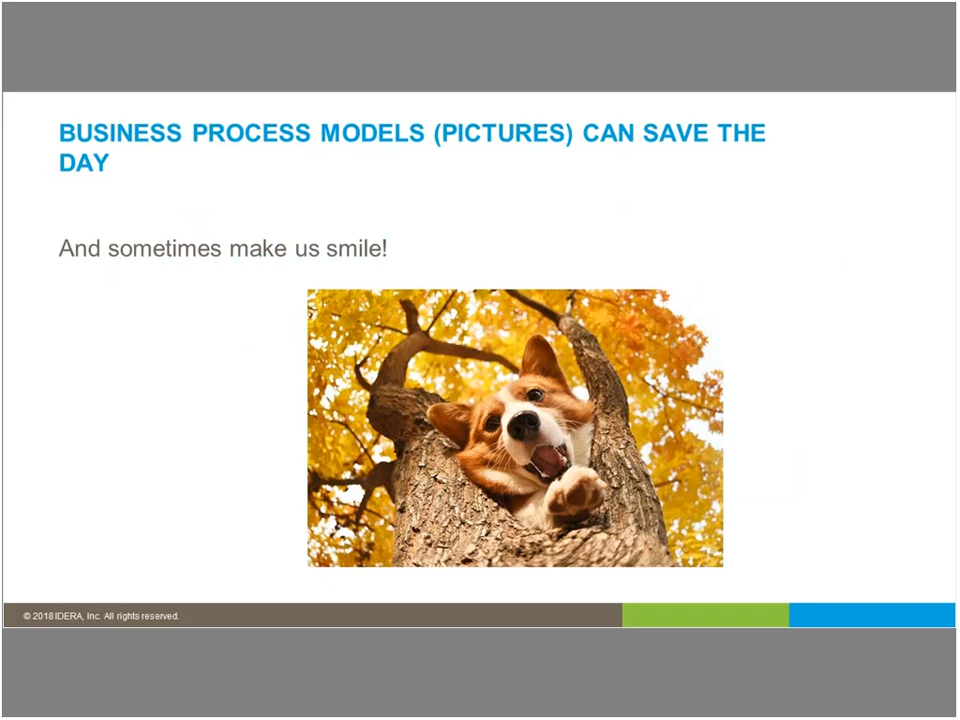 BUSINESS PROCESS MODELS (PICTURES) CAN SAVE THE
DAY
And sometimes make us smile!
© 2018 IDERA, Inc. All rights reserved.